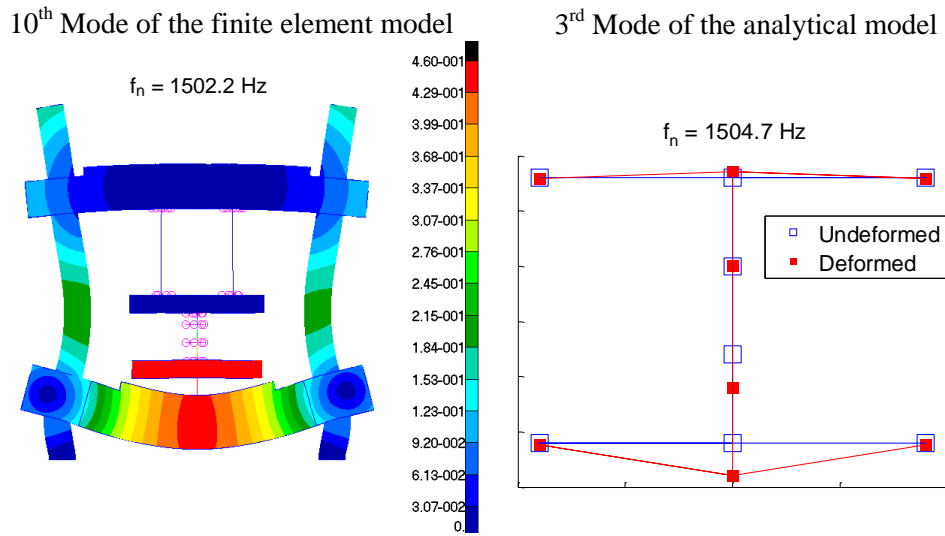 10th Mode of the finite element model
3rd Mode of the analytical model
fn = 1502.2 Hz
4.60-001
4.29-001
3.99-001
3.68-001
3.37-001
3.07-001
2.76-001
2.45-001
2.15-001
1.84-001
1.53-001
1.23-001
9.20-002
6.13-002
3.07-002
0.
fn = 1504.7 Hz
Undeformed
Deformed